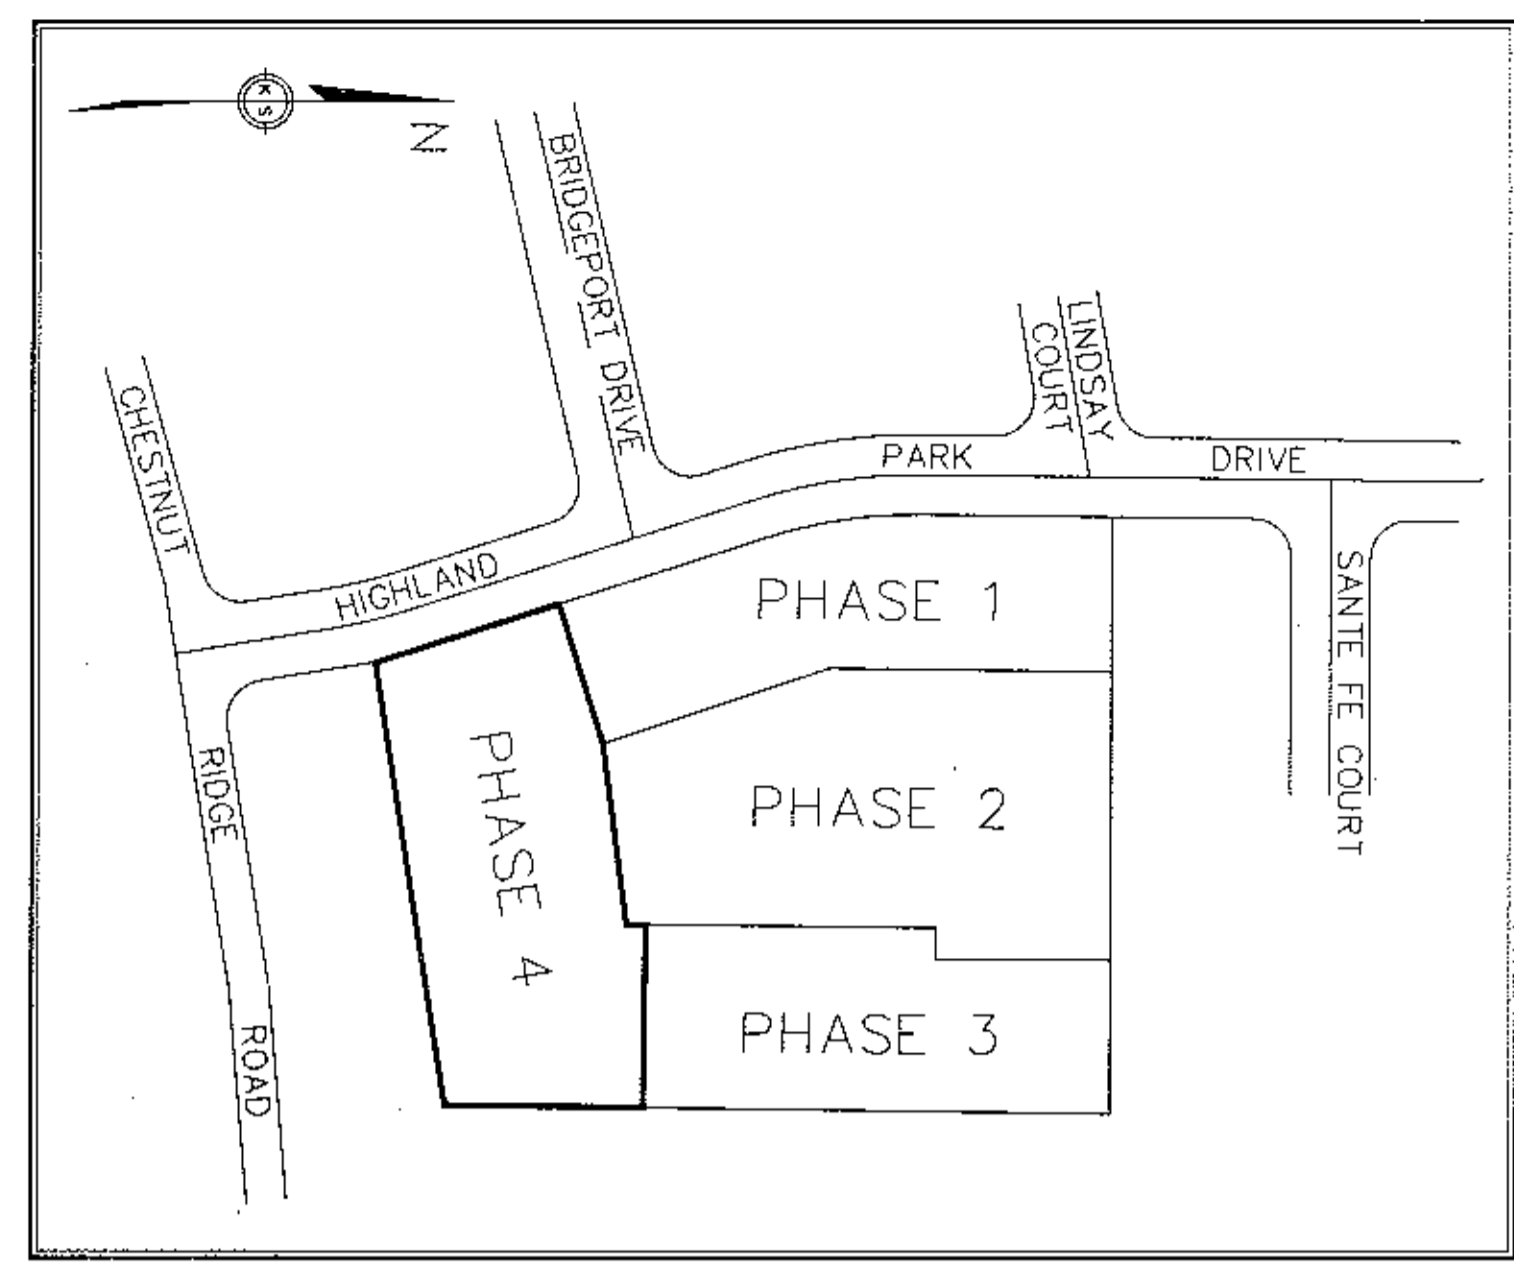 K S
N
BRIDGEPORT DRIVE
LINDSAY
COURT
CHESTNUT RIDGE ROAD
HIGHLAND PARK DRIVE
SANTE FE COURT
PHASE 1
PHASE 2
PHASE 3
PHASE 4